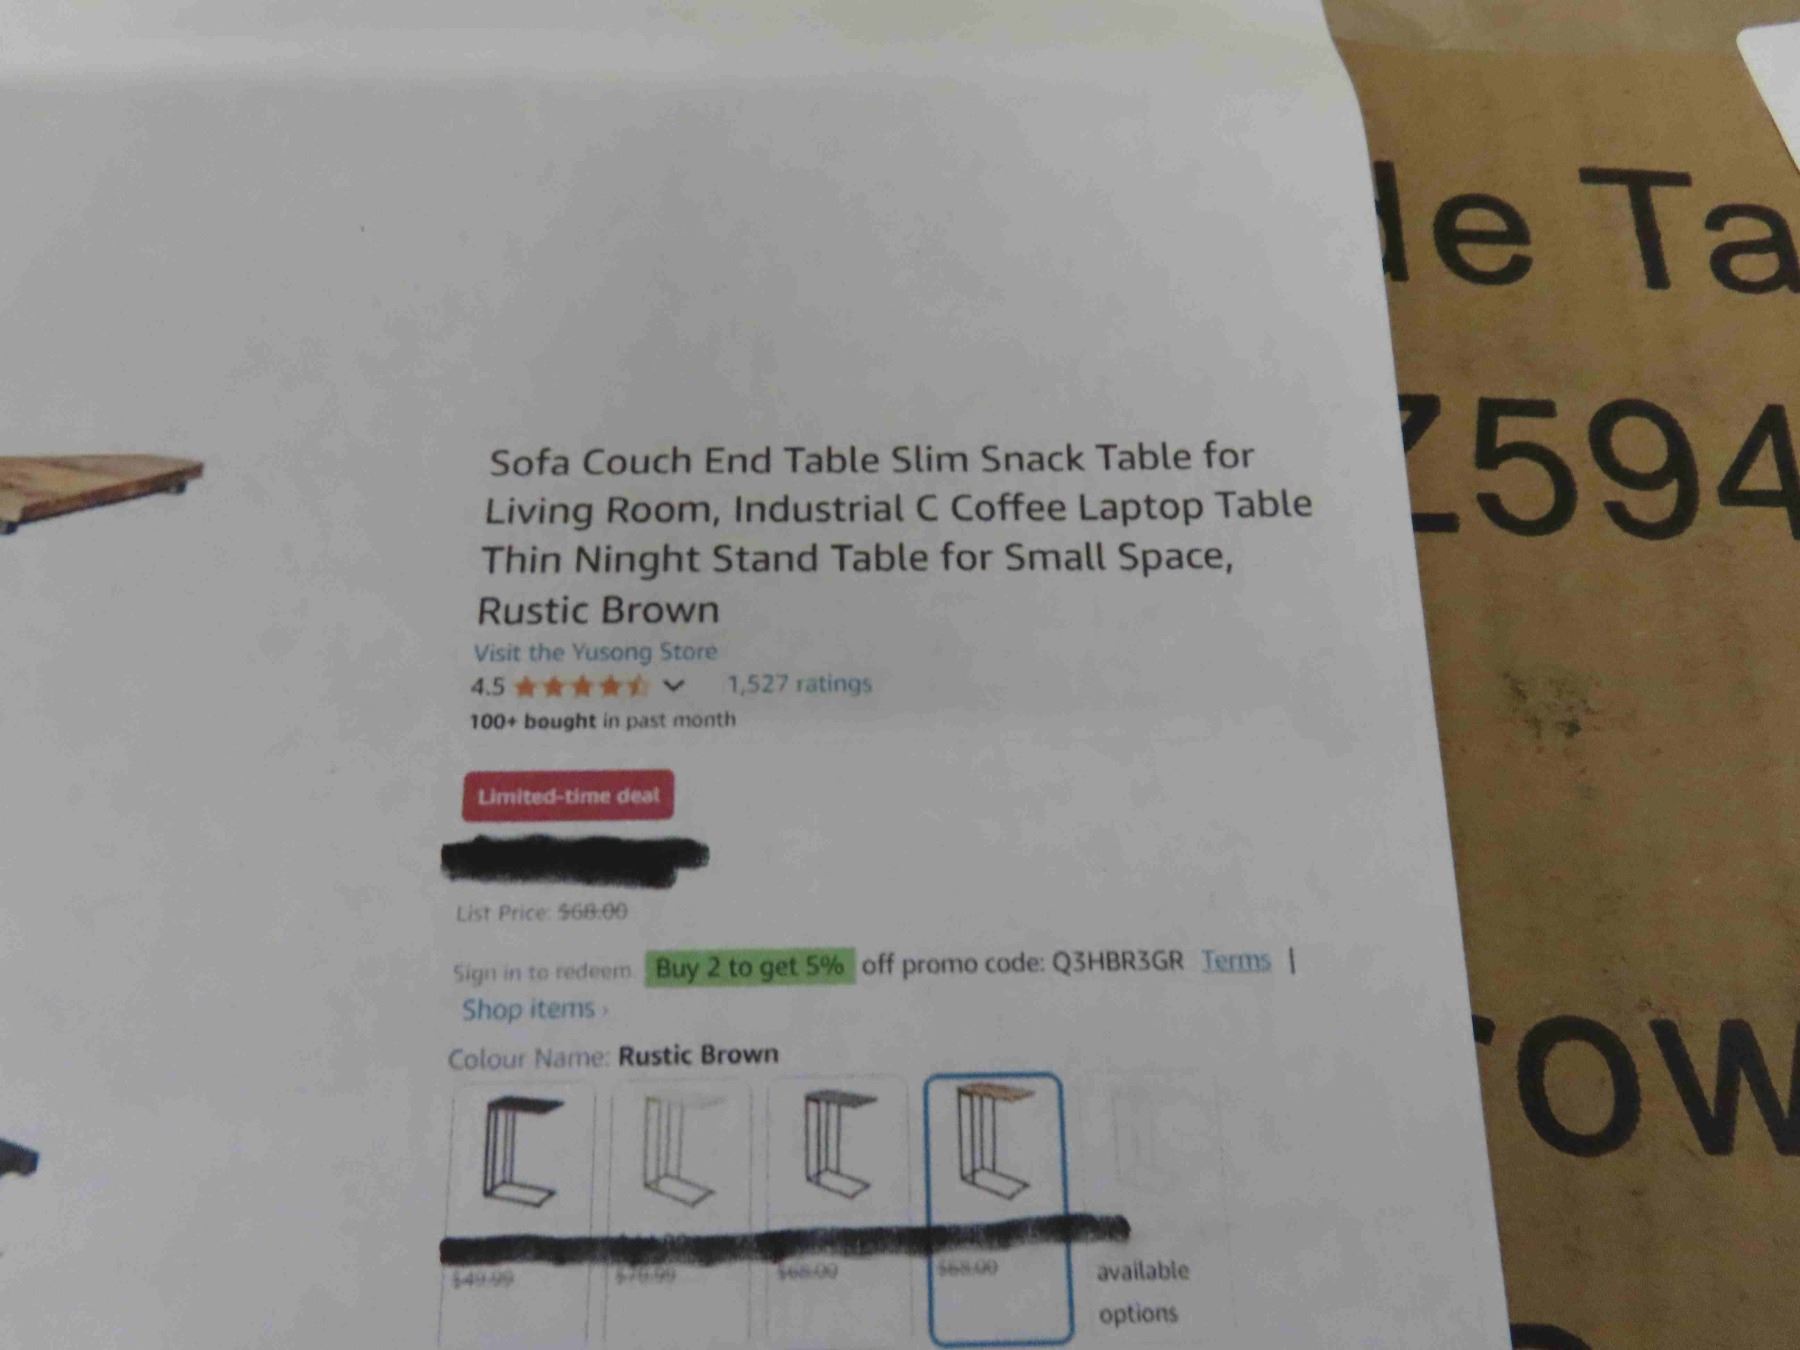 Sofa Couch End Table Slim Snack Table for
Living Room, Industrial C Coffee Laptop Table
Thin Ninght Stand Table for Small Space,
Rustic Brown
Visit the Yusong Store
4.5 1,527 ratings
100+ bought in past month
Limited-time deal
List Price: $68.00
Sign in to redeem. Buy 2 to get 5% off promo code: Q3HBR3GR Terms |
Shop items ›
Colour Name: Rustic Brown
$49.99 $79.99 $68.00 $68.00 available
options
de Ta
Z594
row